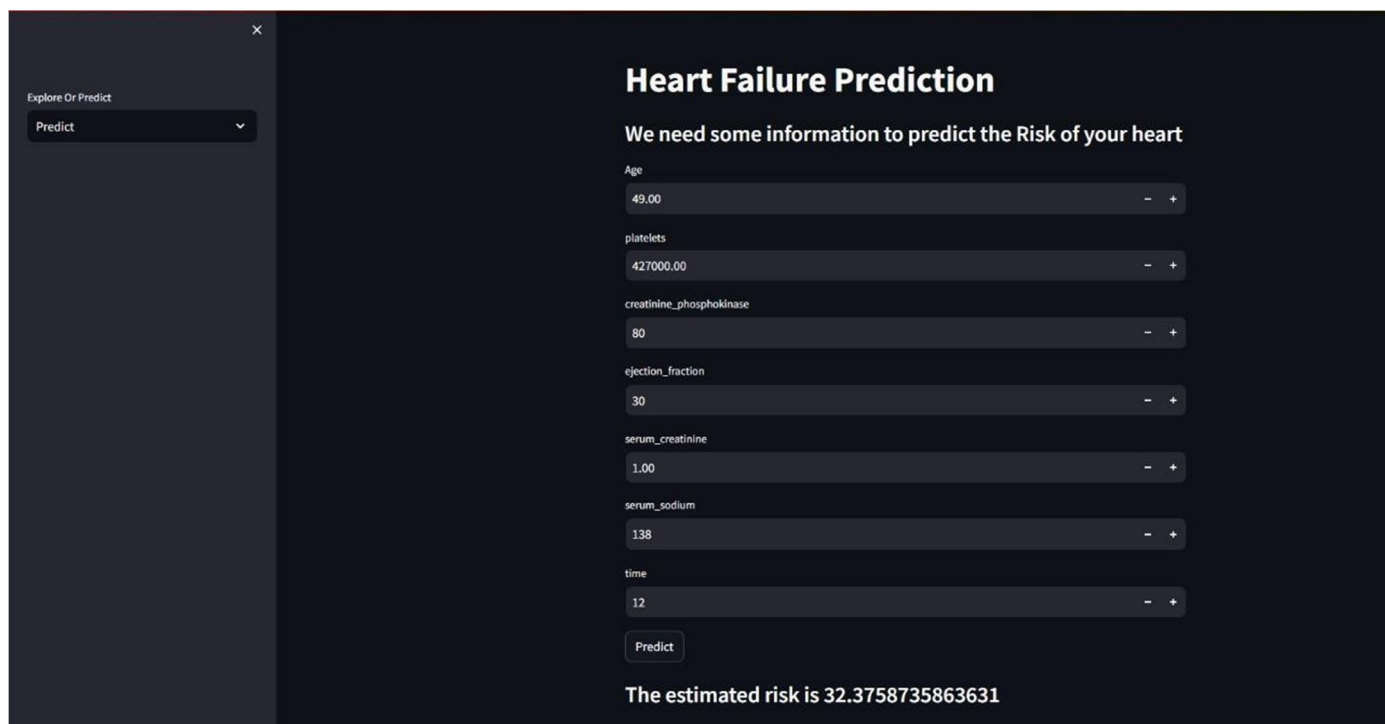 Explore Or Predict
Predict
Heart Failure Prediction
We need some information to predict the Risk of your heart
Age
49.00
platelets
427000.00
creatinine_phosphokinase
80
ejection_fraction
30
serum_creatinine
1.00
serum_sodium
138
time
12
Predict
The estimated risk is 32.3758735863631